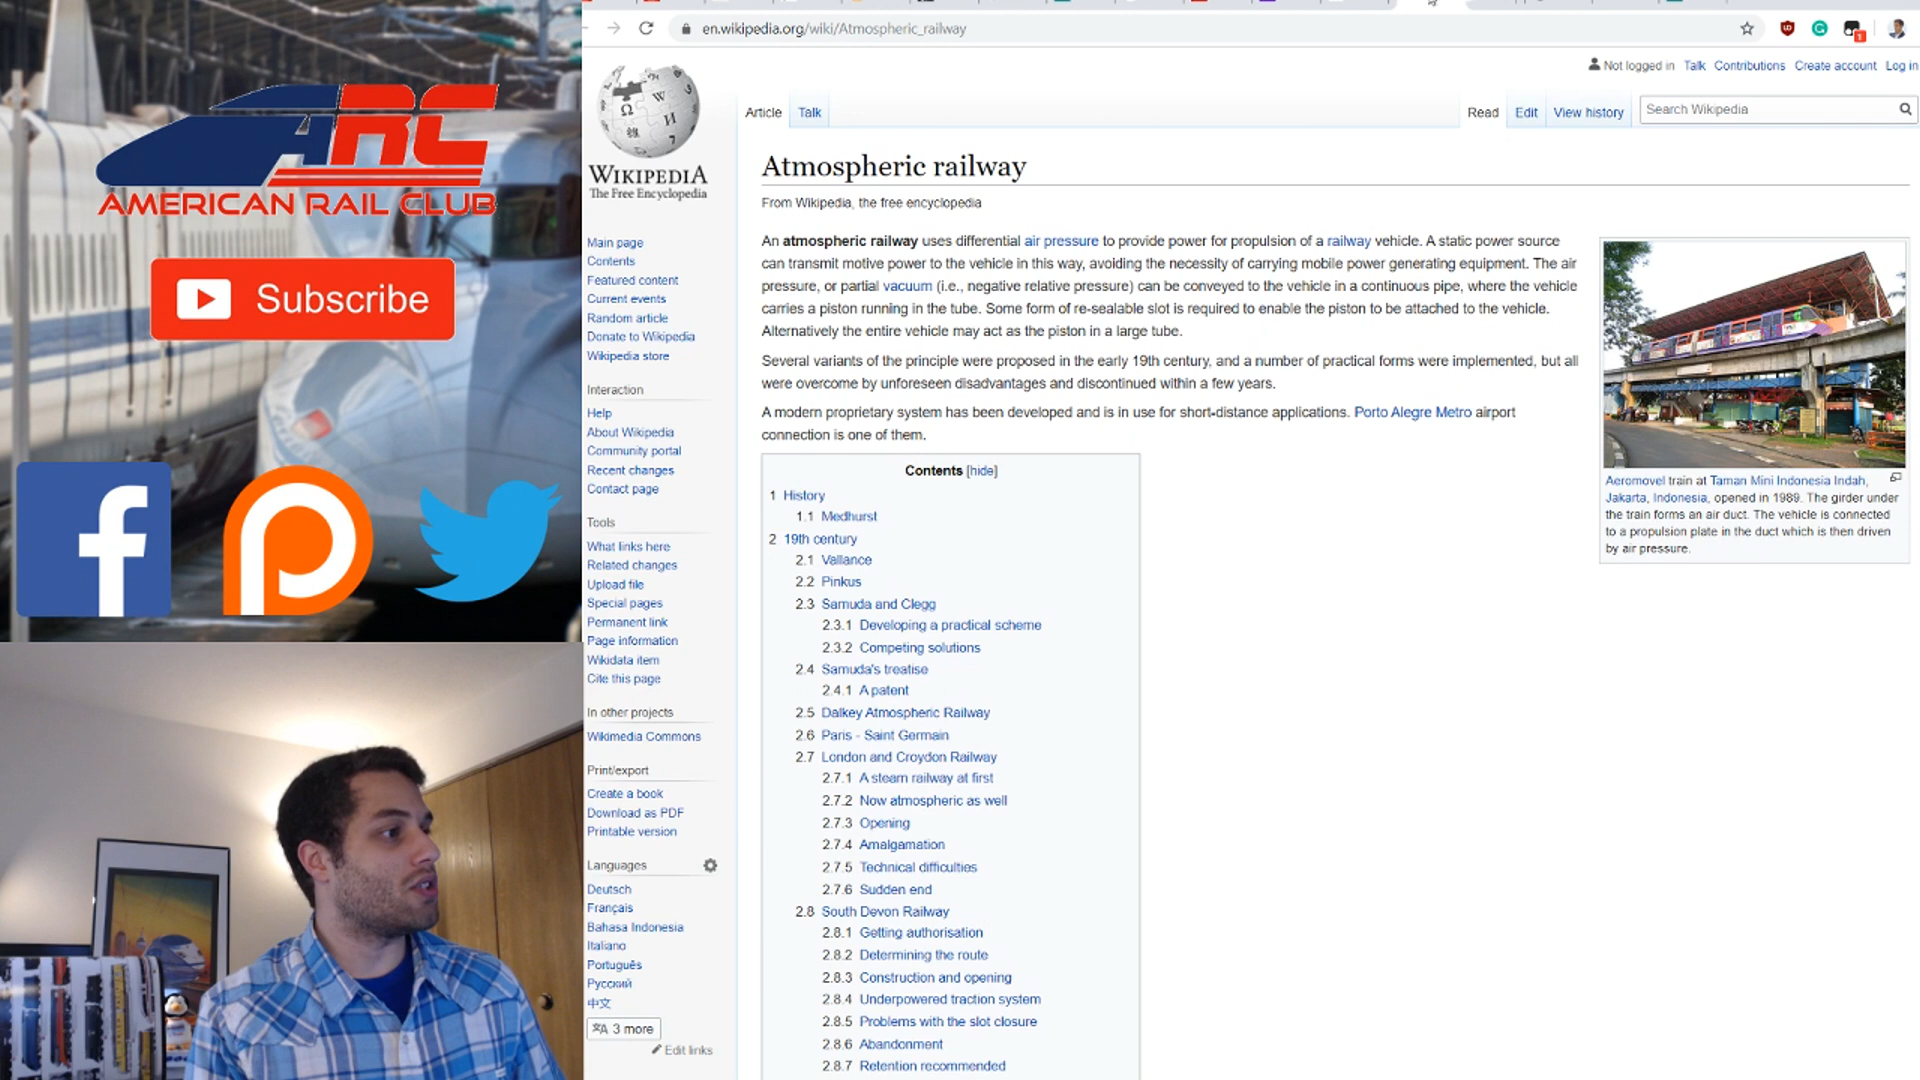 ARC
AMERICAN RAIL CLUB
Subscribe
en.wikipedia.org/wiki/Atmospheric_railway
1
Not logged in Talk Contributions Create account Log in
WIKIPEDIA
The Free Encyclopedia
Article Talk
Read Edit View history Search Wikipedia
Main page
Contents
Featured content
Current events
Random article
Donate to Wikipedia
Wikipedia store
Interaction
Help
About Wikipedia
Community portal
Recent changes
Contact page
Tools
What links here
Related changes
Upload file
Special pages
Permanent link
Page information
Wikidata item
Cite this page
In other projects
Wikimedia Commons
Print/export
Create a book
Download as PDF
Printable version
Languages
Deutsch
Français
Bahasa Indonesia
Italiano
Português
Русский
中文
3 more
Edit links
Atmospheric railway
From Wikipedia, the free encyclopedia
An atmospheric railway uses differential air pressure to provide power for propulsion of a railway vehicle. A static power source
can transmit motive power to the vehicle in this way, avoiding the necessity of carrying mobile power generating equipment. The air
pressure, or partial vacuum (i.e., negative relative pressure) can be conveyed to the vehicle in a continuous pipe, where the vehicle
carries a piston running in the tube. Some form of re-sealable slot is required to enable the piston to be attached to the vehicle.
Alternatively the entire vehicle may act as the piston in a large tube.
Several variants of the principle were proposed in the early 19th century, and a number of practical forms were implemented, but all
were overcome by unforeseen disadvantages and discontinued within a few years.
A modern proprietary system has been developed and is in use for short-distance applications. Porto Alegre Metro airport
connection is one of them.
Contents [hide]
1 History
1.1 Medhurst
2 19th century
2.1 Vallance
2.2 Pinkus
2.3 Samuda and Clegg
2.3.1 Developing a practical scheme
2.3.2 Competing solutions
2.4 Samuda's treatise
2.4.1 A patent
2.5 Dalkey Atmospheric Railway
2.6 Paris - Saint Germain
2.7 London and Croydon Railway
2.7.1 A steam railway at first
2.7.2 Now atmospheric as well
2.7.3 Opening
2.7.4 Amalgamation
2.7.5 Technical difficulties
2.7.6 Sudden end
2.8 South Devon Railway
2.8.1 Getting authorisation
2.8.2 Determining the route
2.8.3 Construction and opening
2.8.4 Underpowered traction system
2.8.5 Problems with the slot closure
2.8.6 Abandonment
2.8.7 Retention recommended
Aeromovel train at Taman Mini Indonesia Indah,
Jakarta, Indonesia, opened in 1989. The girder under
the train forms an air duct. The vehicle is connected
to a propulsion plate in the duct which is then driven
by air pressure.